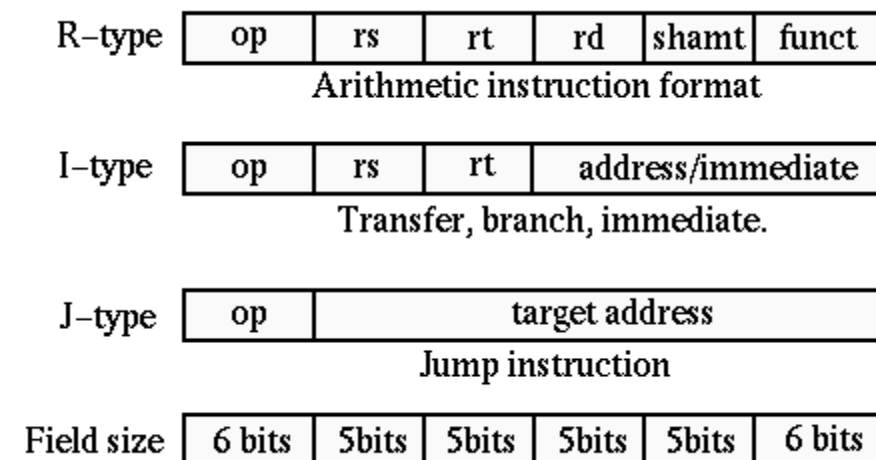 R–type op rs rt rd shamt funct
Arithmetic instruction format
I–type op rs rt address/immediate
Transfer, branch, immediate.
J–type op target address
Jump instruction
Field size 6 bits 5bits 5bits 5bits 5bits 6 bits